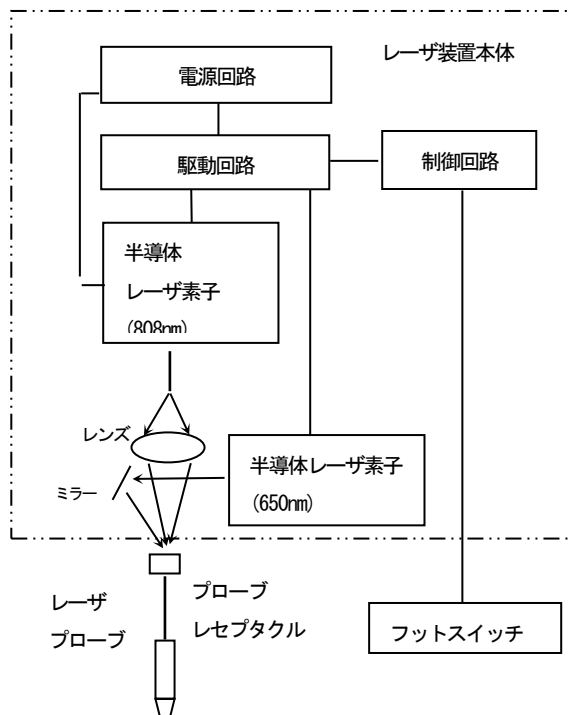 レーザ装置本体
電源回路
駆動回路
制御回路
半導体
レーザ素子
(808nm)
レンズ
半導体レーザ素子
(650nm)
ミラー
プローブ
レセプタクル
レーザ
プローブ
フットスイッチ